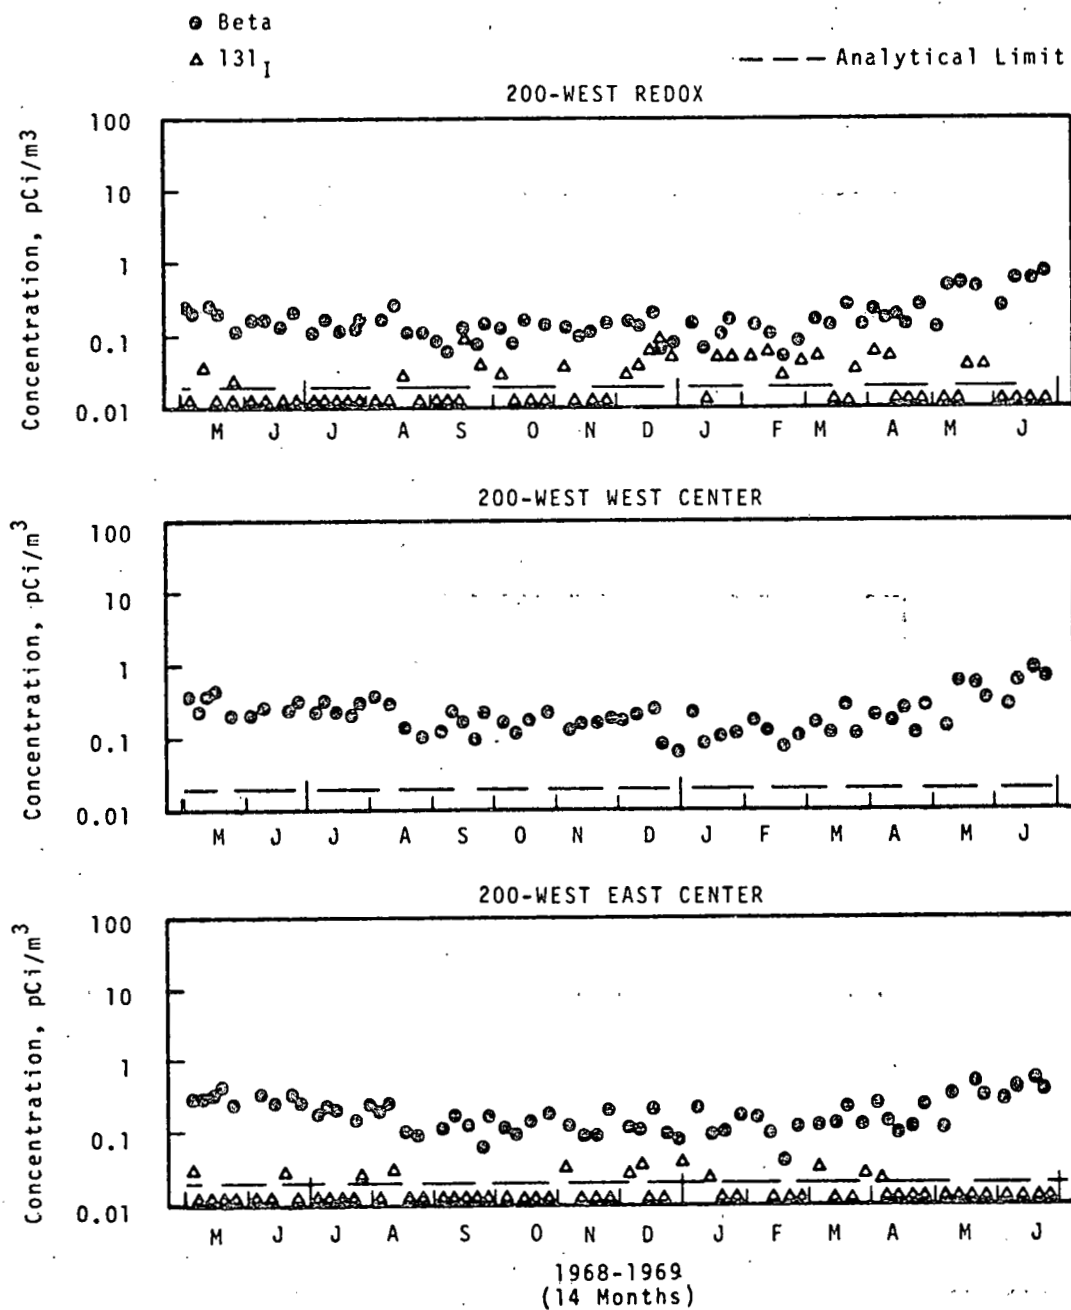 Beta
131I
Analytical Limit
200-WEST REDOX
Concentration, pCi/m3
100
10
1
0.1
0.01
M J J A S O N D J F M A M J
200-WEST WEST CENTER
Concentration, pCi/m3
100
10
1
0.1
0.01
M J J A S O N D J F M A M J
200-WEST EAST CENTER
Concentration, pCi/m3
100
10
1
0.1
0.01
M J J A S O N D J F M A M J
1968-1969
(14 Months)